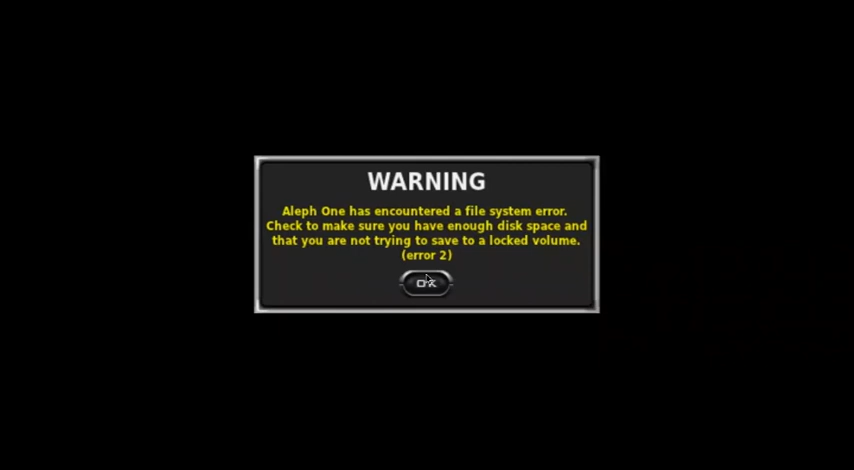 WARNING
Aleph One has encountered a file system error.
Check to make sure you have enough disk space and
that you are not trying to save to a locked volume.
(error 2)
OK